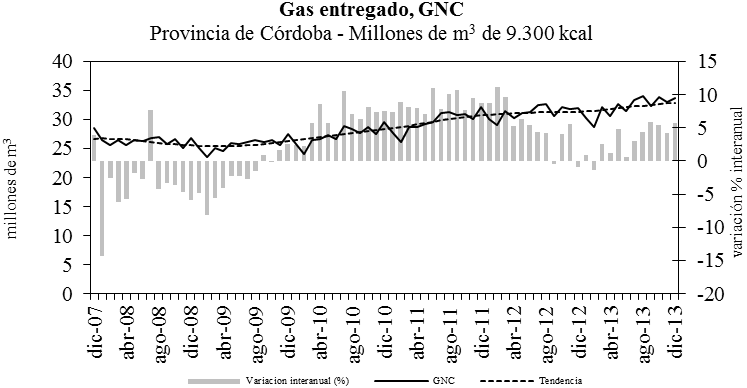 Gas entregado, GNC
Provincia de Córdoba - Millones de m3 de 9.300 kcal
millones de m3
40
35
30
25
20
15
10
5
0
15
10
5
0
-5
-10
-15
-20
variación % interanual
dic-07
abr-08
ago-08
dic-08
abr-09
ago-09
dic-09
abr-10
ago-10
dic-10
abr-11
ago-11
dic-11
abr-12
ago-12
dic-12
abr-13
ago-13
dic-13
Variacion interanual (%)
GNC
Tendencia